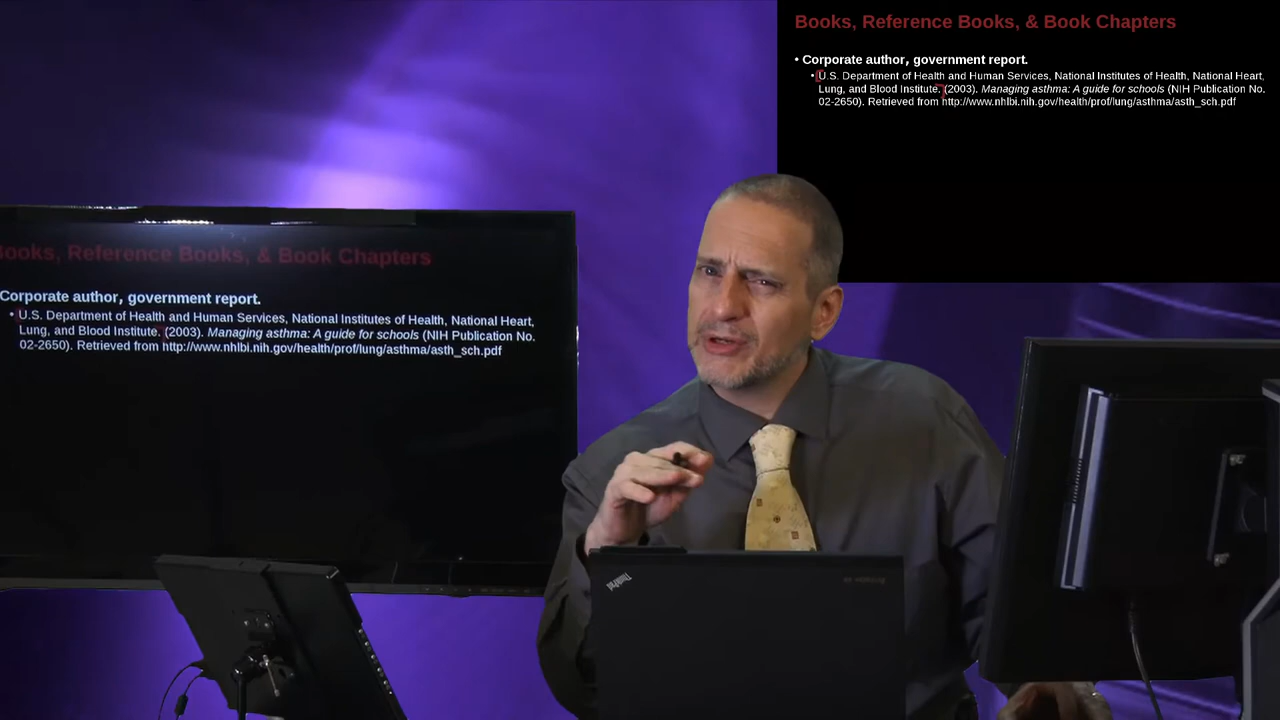 Books, Reference Books, & Book Chapters
• Corporate author, government report.
• U.S. Department of Health and Human Services, National Institutes of Health, National Heart,
Lung, and Blood Institute. (2003). Managing asthma: A guide for schools (NIH Publication No.
02-2650). Retrieved from http://www.nhlbi.nih.gov/health/prof/lung/asthma/asth_sch.pdf
Books, Reference Books, & Book Chapters
Corporate author, government report.
• U.S. Department of Health and Human Services, National Institutes of Health, National Heart,
Lung, and Blood Institute. (2003). Managing asthma: A guide for schools (NIH Publication No.
02-2650). Retrieved from http://www.nhlbi.nih.gov/health/prof/lung/asthma/asth_sch.pdf
ThinkPad